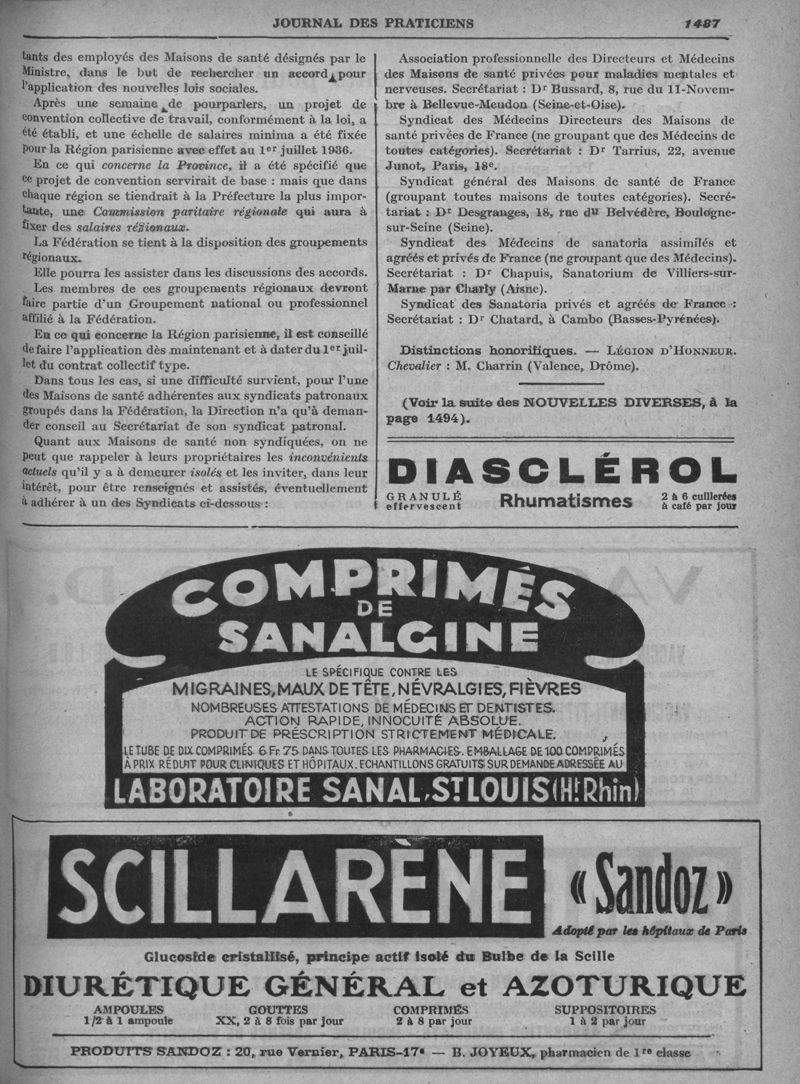 JOURNAL DES PRATICIENS
1487
tants des employés des Maisons de santé désignés par le
Ministre, dans le but de rechercher un accord pour
l'application des nouvelles lois sociales.
Après une semaine de pourparlers, un projet de
convention collective de travail, conformément à la loi, a
été établi, et une échelle de salaires minima a été fixée
pour la Région parisienne avec effet au 1er juillet 1936.
En ce qui concerne la Province, il a été spécifié que
ce projet de convention servirait de base : mais que dans
chaque région se tiendrait à la Préfecture la plus impor-
tante, une Commission paritaire régionale qui aura à
fixer des salaires régionaux.
La Fédération se tient à la disposition des groupements
régionaux.
Elle pourra les assister dans les discussions des accords.
Les membres de ces groupements régionaux devront
faire partie d'un Groupement national ou professionnel
affilié à la Fédération.
En ce qui concerne la Région parisienne, il est conseillé
de faire l'application dès maintenant et à dater du 1er juil-
let du contrat collectif type.
Dans tous les cas, si une difficulté survient, pour l'une
des Maisons de santé adhérentes aux syndicats patronaux
groupés dans la Fédération, la Direction n'a qu'à deman-
der conseil au Secrétariat de son syndicat patronal.
Quant aux Maisons de santé non syndiquées, on ne
peut que rappeler à leurs propriétaires les inconvénients
actuels qu'il y a à demeurer isolés et les inviter, dans leur
intérêt, pour être renseignés et assistés, éventuellement
à adhérer à un des Syndicats ci-dessous :
Association professionnelle des Directeurs et Médecins
des Maisons de santé privées pour maladies mentales et
nerveuses. Secrétariat : Dr Bussard, 8, rue du 11-Novem-
bre à Bellevue-Meudon (Seine-et-Oise).
Syndicat des Médecins Directeurs des Maisons de
santé privées de France (ne groupant que des Médecins de
toutes catégories). Secrétariat : Dr Tarrius, 22, avenue
Junot, Paris, 18e.
Syndicat général des Maisons de santé de France
(groupant toutes maisons de toutes catégories). Secré-
tariat : Dr Desgranges, 18, rue du Belvédère, Boulogne-
sur-Seine (Seine).
Syndicat des Médecins de sanatoria assimilés et
agréés et privés de France (ne groupant que des Médecins).
Secrétariat : Dr Chapuis, Sanatorium de Villiers-sur-
Marne par Charly (Aisne).
Syndicat des Sanatoria privés et agréés de France :
Secrétariat : Dr Chatard, à Cambo (Basses-Pyrénées).
Distinctions honorifiques. — LÉGION D'HONNEUR.
Chevalier : M. Charrin (Valence, Drôme).
(Voir la suite des NOUVELLES DIVERSES, à la
page 1494).
DIASCLÉROL
GRANULÉ
effervescent
Rhumatismes
2 à 6 cuillerées
à café par jour
COMPRIMÉS
DE
SANALGINE
LE SPÉCIFIQUE CONTRE LES
MIGRAINES, MAUX DE TÊTE, NÉVRALGIES, FIÈVRES
NOMBREUSES ATTESTATIONS DE MÉDECINS ET DENTISTES.
ACTION RAPIDE, INNOCUITÉ ABSOLUE.
PRODUIT DE PRÉSCRIPTION STRICTEMENT MÉDICALE.
LE TUBE DE DIX COMPRIMÉS 6 Fr. 75 DANS TOUTES LES PHARMACIES. EMBALLAGE DE 100 COMPRIMÉS
À PRIX RÉDUIT POUR CLINIQUES ET HÔPITAUX. ECHANTILLONS GRATUITS SUR DEMANDE ADRESSÉE AU
LABORATOIRE SANAL, ST LOUIS (Ht Rhin)
SCILLARÈNE
« Sandoz »
Adopté par les hôpitaux de Paris
Glucoside cristallisé, principe actif isolé du Bulbe de la Scille
DIURÉTIQUE GÉNÉRAL et AZOTURIQUE
AMPOULES
1/2 à 1 ampoule
GOUTTES
XX, 2 à 8 fois par jour
COMPRIMÉS
2 à 8 par jour
SUPPOSITOIRES
1 à 2 par jour
PRODUITS SANDOZ : 20, rue Vernier, PARIS-17e — B. JOYEUX, pharmacien de 1re classe